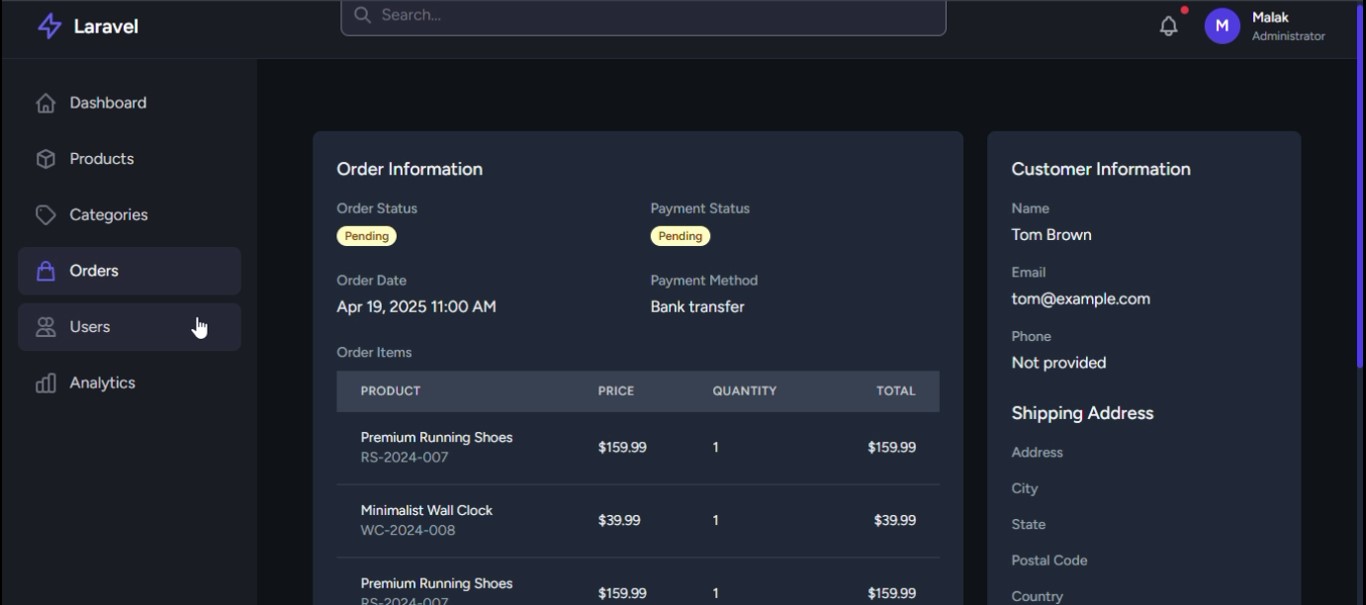 Laravel
Search...
M
Malak
Administrator
Dashboard
Products
Categories
Orders
Users
Analytics
Order Information
Order Status
Payment Status
Pending
Pending
Order Date
Payment Method
Apr 19, 2025 11:00 AM
Bank transfer
Order Items
PRODUCT PRICE QUANTITY TOTAL
Premium Running Shoes
RS-2024-007
$159.99 1 $159.99
Minimalist Wall Clock
WC-2024-008
$39.99 1 $39.99
Premium Running Shoes
RS-2024-007
$159.99 1 $159.99
Customer Information
Name
Tom Brown
Email
tom@example.com
Phone
Not provided
Shipping Address
Address
City
State
Postal Code
Country